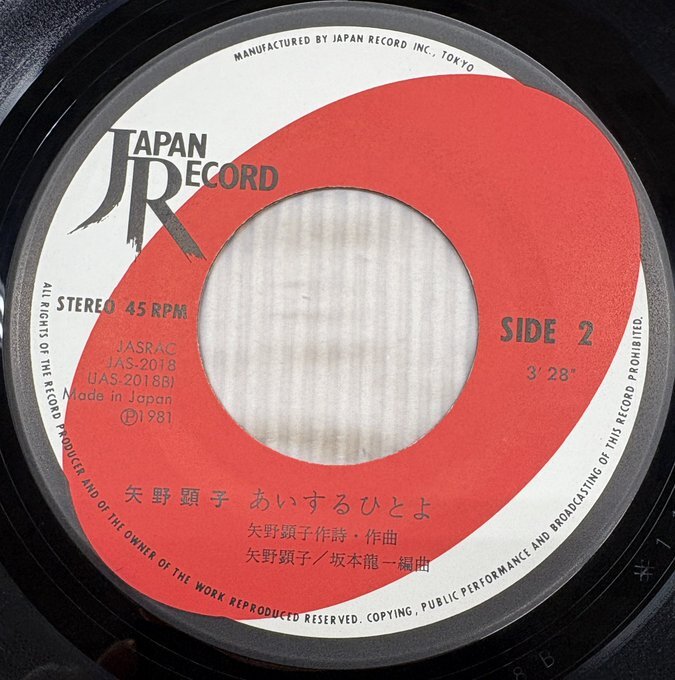 MANUFACTURED BY JAPAN RECORD INC., TOKYO
JAPAN
RECORD
STEREO 45 RPM
SIDE 2
3' 28"
JASRAC
JAS-2018
(JAS-2018B)
Made in Japan
Ⓟ1981
矢野顕子 あいするひとよ
矢野顕子作詩・作曲
矢野顕子／坂本龍一編曲
ALL RIGHTS OF THE RECORD PRODUCER AND OF THE OWNER OF THE WORK REPRODUCED RESERVED. COPYING, PUBLIC PERFORMANCE AND BROADCASTING OF THIS RECORD PROHIBITED.